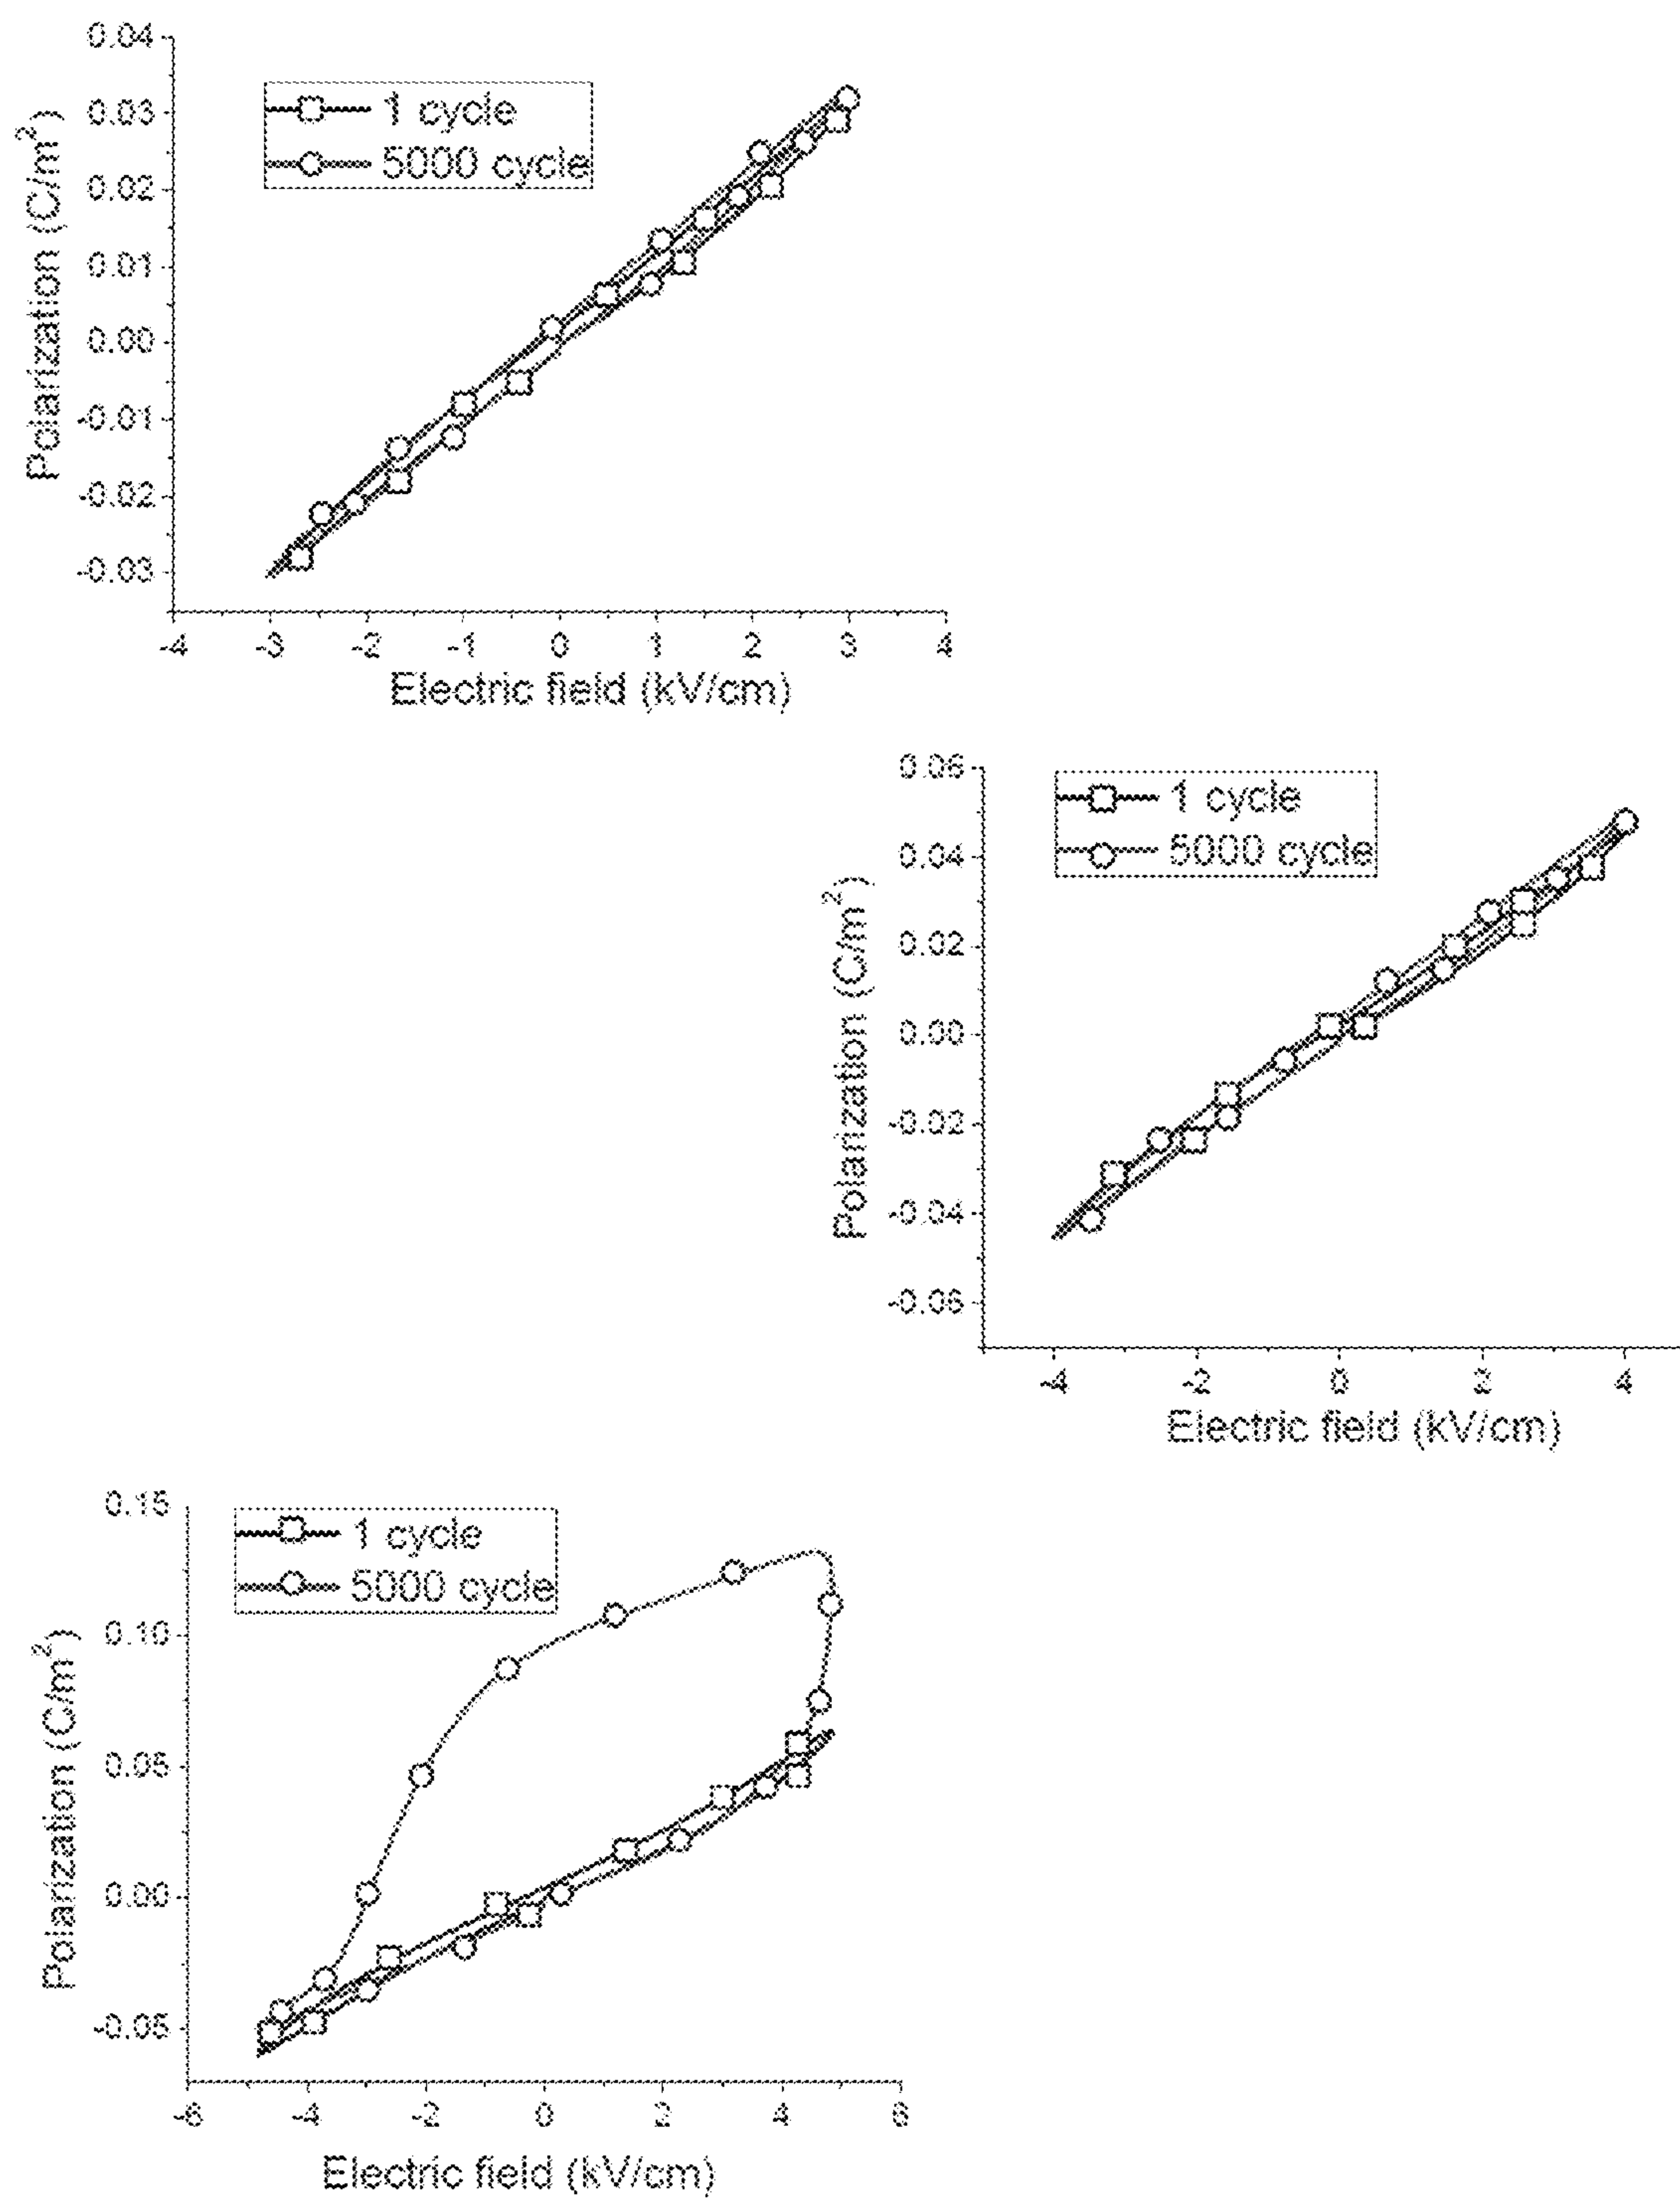 0.04
0.03
0.02
0.01
0.00
-0.01
-0.02
-0.03
Polarization (C/m²)
1 cycle
5000 cycle
-4 -3 -2 -1 0 1 2 3 4
Electric field (kV/cm)
0.06
0.04
0.02
0.00
-0.02
-0.04
-0.06
Polarization (C/m²)
1 cycle
5000 cycle
-4 -2 0 2 4
Electric field (kV/cm)
0.15
0.10
0.05
0.00
-0.05
Polarization (C/m²)
1 cycle
5000 cycle
-6 -4 -2 0 2 4 6
Electric field (kV/cm)